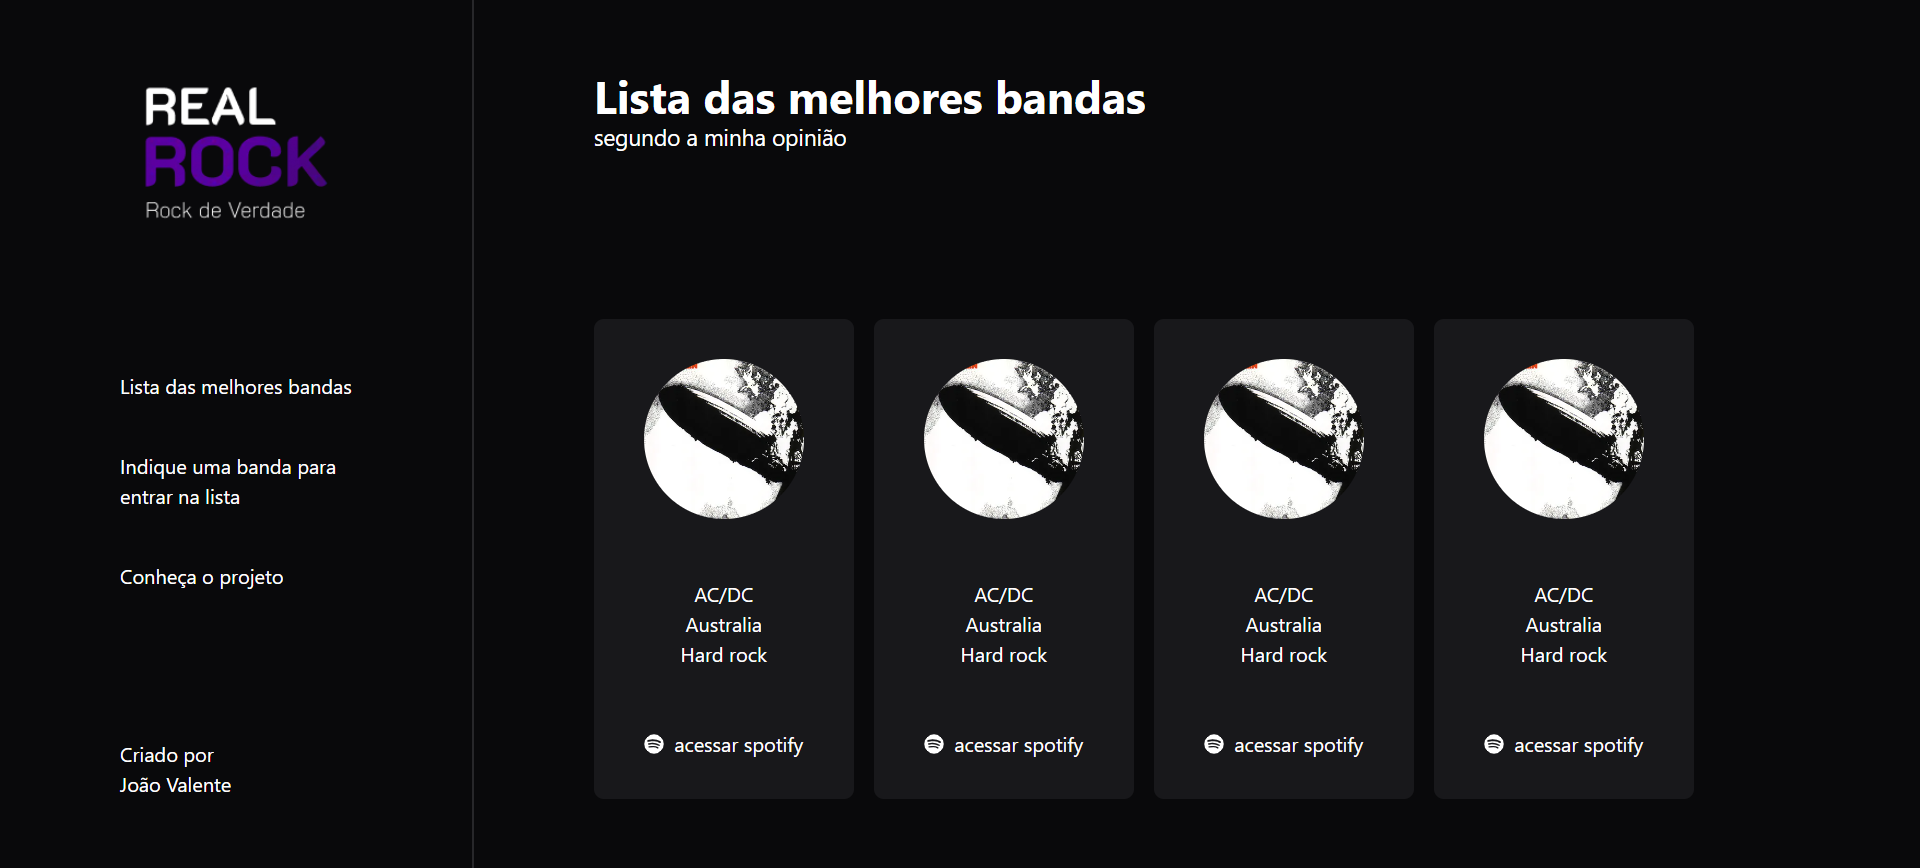 REAL
ROCK
Rock de Verdade
Lista das melhores bandas
Indique uma banda para
entrar na lista
Conheça o projeto
Criado por
João Valente
Lista das melhores bandas
segundo a minha opinião
AC/DC
Australia
Hard rock
acessar spotify
AC/DC
Australia
Hard rock
acessar spotify
AC/DC
Australia
Hard rock
acessar spotify
AC/DC
Australia
Hard rock
acessar spotify